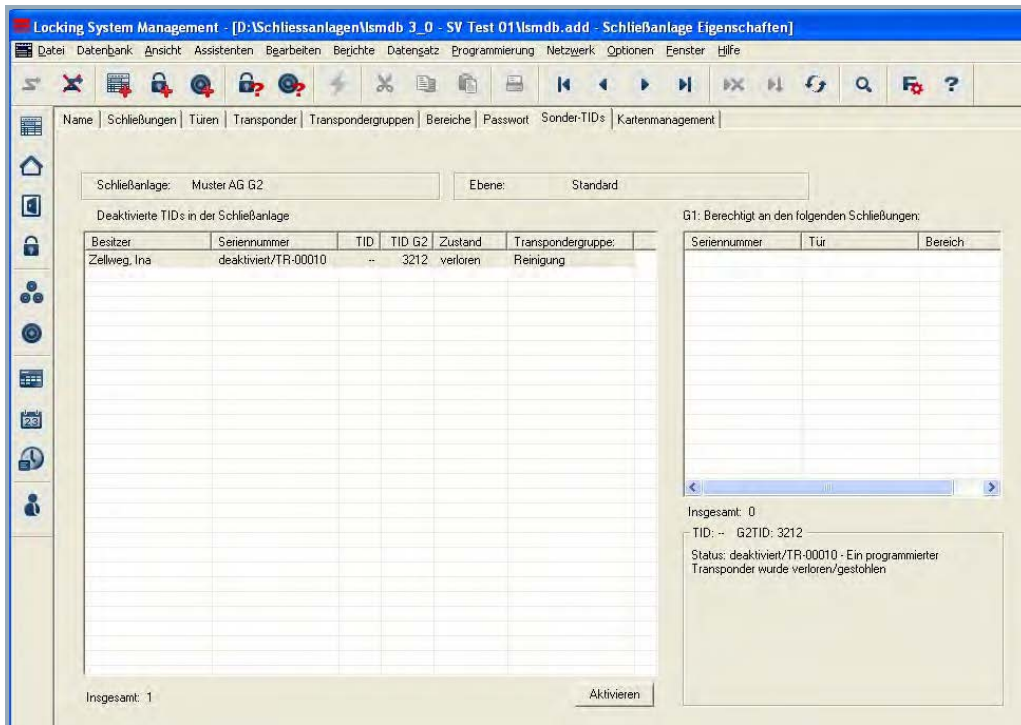 Locking System Management - [D:\Schliessanlagen\lsmdb 3_0 - SV Test 01\lsmdb.add - Schließanlage Eigenschaften]
Datei Datenbank Ansicht Assistenten Bearbeiten Berichte Datensatz Programmierung Netzwerk Optionen Fenster Hilfe
Name Schließungen Türen Transponder Transpondergruppen Bereiche Passwort Sonder-TIDs Kartenmanagement
Schließanlage: Muster AG G2 Ebene: Standard
Deaktivierte TIDs in der Schließanlage
Besitzer Seriennummer TID TID G2 Zustand Transpondergruppe:
Zellweg, Ina deaktiviert/TR-00010 -- 3212 verloren Reinigung
Insgesamt: 1
Aktivieren
G1: Berechtigt an den folgenden Schließungen:
Seriennummer Tür Bereich
Insgesamt: 0
TID: -- G2TID: 3212
Status: deaktiviert/TR-00010 - Ein programmierter
Transponder wurde verloren/gestohlen
23